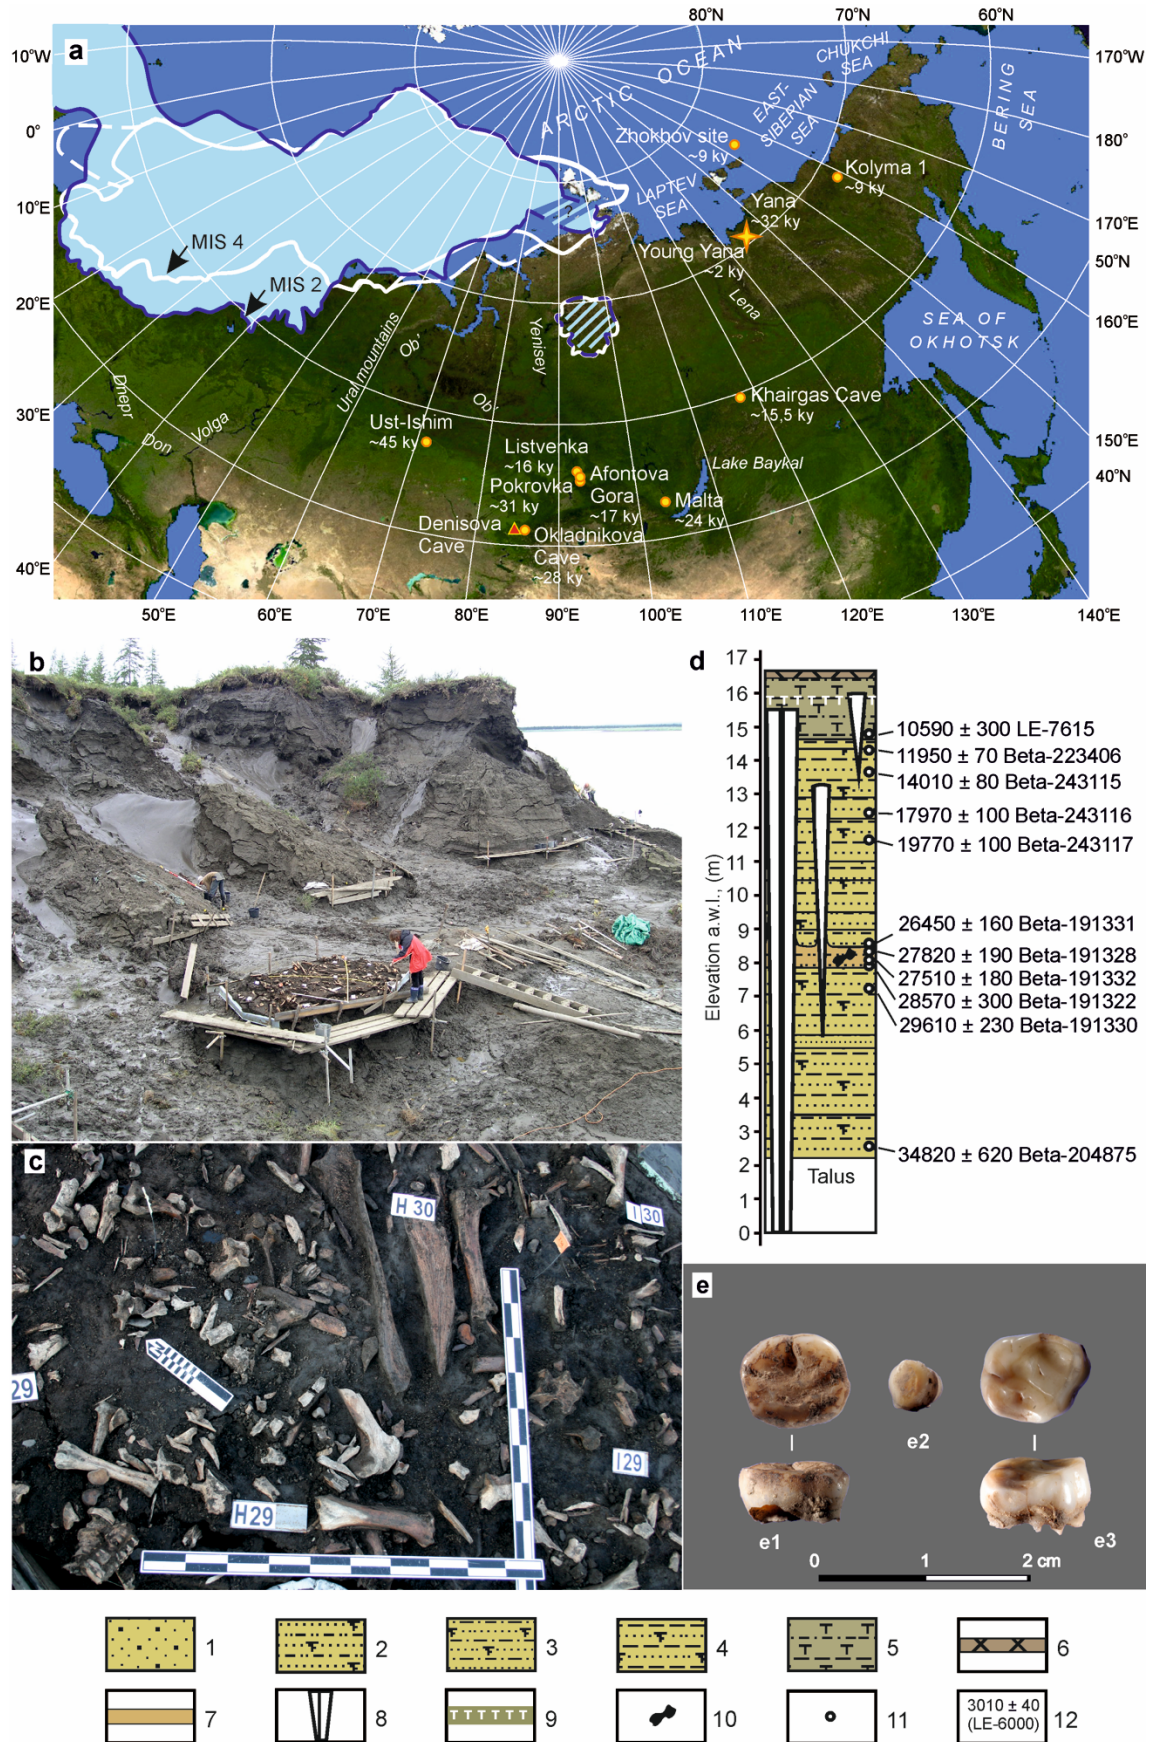 80°N
70°N
60°N
10°W
a
170°W
CHUKCHI
SEA
ARCTIC OCEAN
EAST-
SIBERIAN
SEA
BERING
SEA
0°
180°
Zhokhov site
~9 ky
Kolyma 1
~9 ky
LAPTEV
SEA
Yana
~32 ky
10°E
170°E
MIS 4
Young Yana
~2 ky
50°N
MIS 2
Lena
20°E
160°E
SEA OF
OKHOTSK
Ural mountains
Ob'
Yenisey
Dnepr
Don
Volga
Ob'
30°E
Khairgas Cave
~15,5 ky
Ust-Ishim
~45 ky
150°E
Listvenka
~16 ky
Lake Baykal
40°N
Pokrovka
~31 ky
Afontova
Gora
~17 ky
Malta
~24 ky
Denisova
Cave
Okladnikova
Cave
~28 ky
40°E
50°E
60°E
70°E
80°E
90°E
100°E
110°E
120°E
130°E
140°E
b
d
Elevation a.w.l., (m)
17
16
15
14
13
12
11
10
9
8
7
6
5
4
3
2
1
0
10590 ± 300 LE-7615
11950 ± 70 Beta-223406
14010 ± 80 Beta-243115
17970 ± 100 Beta-243116
19770 ± 100 Beta-243117
26450 ± 160 Beta-191331
27820 ± 190 Beta-191328
27510 ± 180 Beta-191332
28570 ± 300 Beta-191322
29610 ± 230 Beta-191330
34820 ± 620 Beta-204875
Talus
c
H 30
I 30
29
I29
H29
N
e
e1
e2
e3
0
1
2 cm
1
2
3
4
5
6
7
8
9
10
11
3010 ± 40
(LE-6000)
12
?